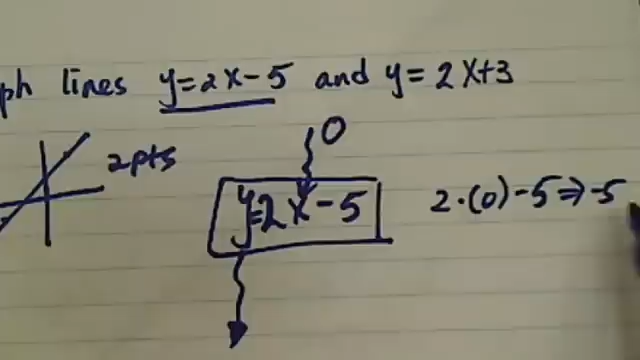 ph lines y=2x-5 and y=2x+3
0
2pts
y=2x-5 2·(0)-5⇒-5